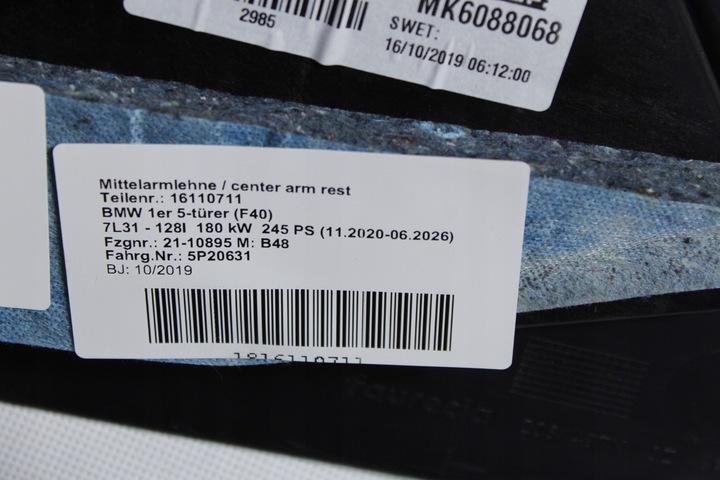 MK6088068
2985
SWET:
16/10/2019 06:12:00
Mittelarmlehne / center arm rest
Teilenr.: 16110711
BMW 1er 5-türer (F40)
7L31 - 128I 180 kW 245 PS (11.2020-06.2026)
Fzgnr.: 21-10895 M: B48
Fahrg.Nr.: 5P20631
BJ: 10/2019
1816110711
faurecia